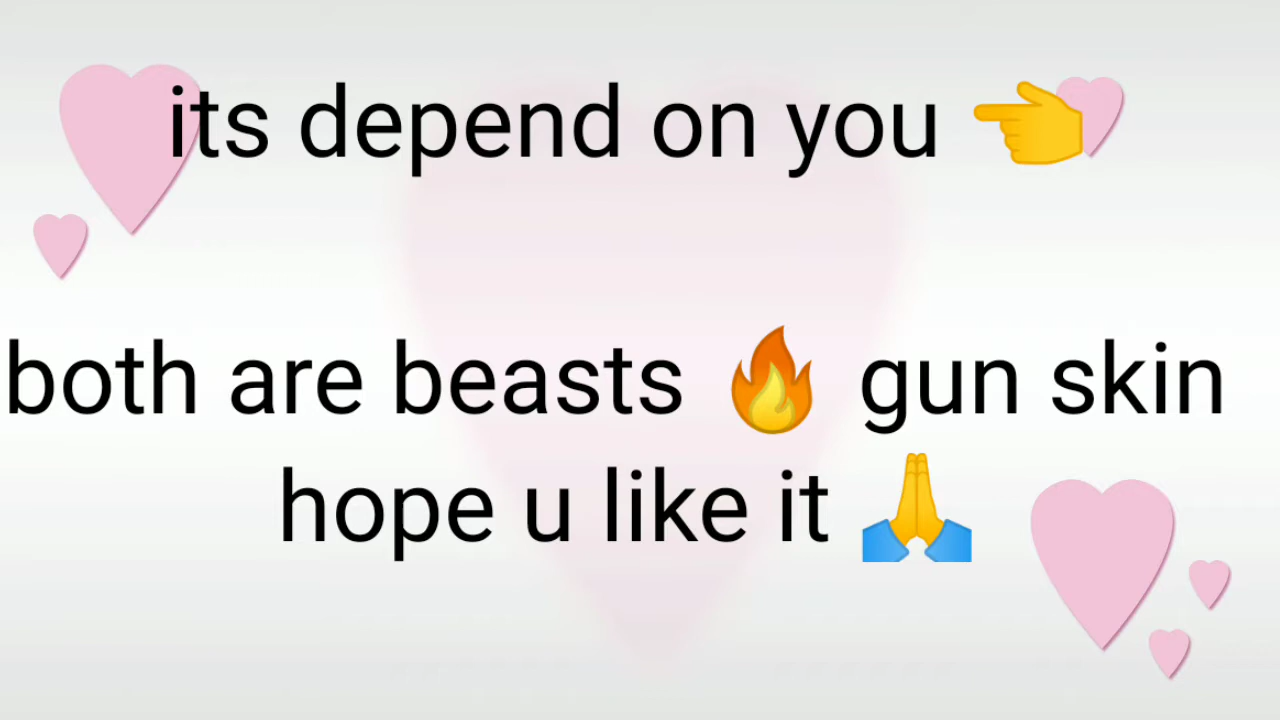 its depend on you 👈
both are beasts 🔥 gun skin
hope u like it 🙏